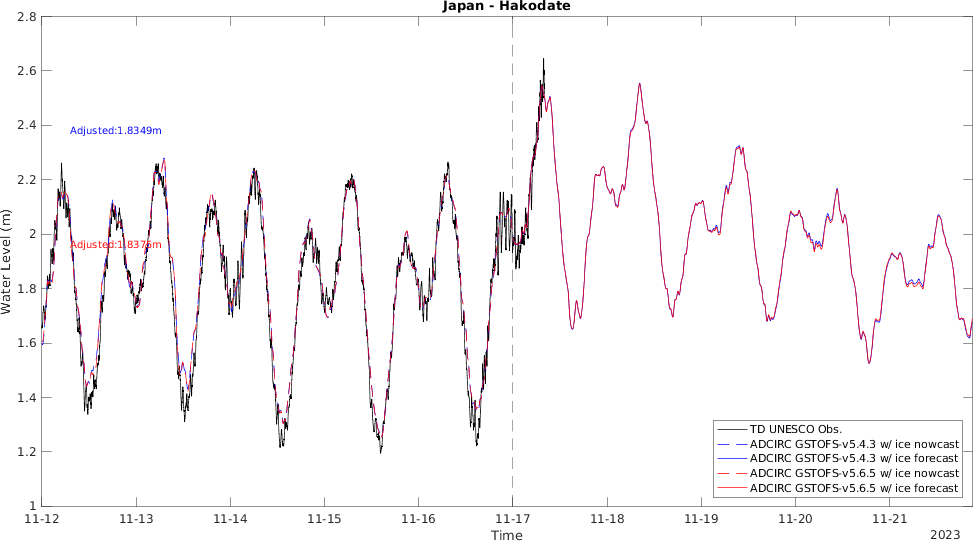 Japan - Hakodate
2.8
2.6
2.4
2.2
2
1.8
1.6
1.4
1.2
1
Water Level (m)
Adjusted:1.8349m
Adjusted:1.8375m
TD UNESCO Obs.
ADCIRC GSTOFS-v5.4.3 w/ ice nowcast
ADCIRC GSTOFS-v5.4.3 w/ ice forecast
ADCIRC GSTOFS-v5.6.5 w/ ice nowcast
ADCIRC GSTOFS-v5.6.5 w/ ice forecast
11-12 11-13 11-14 11-15 11-16 11-17 11-18 11-19 11-20 11-21
Time
2023